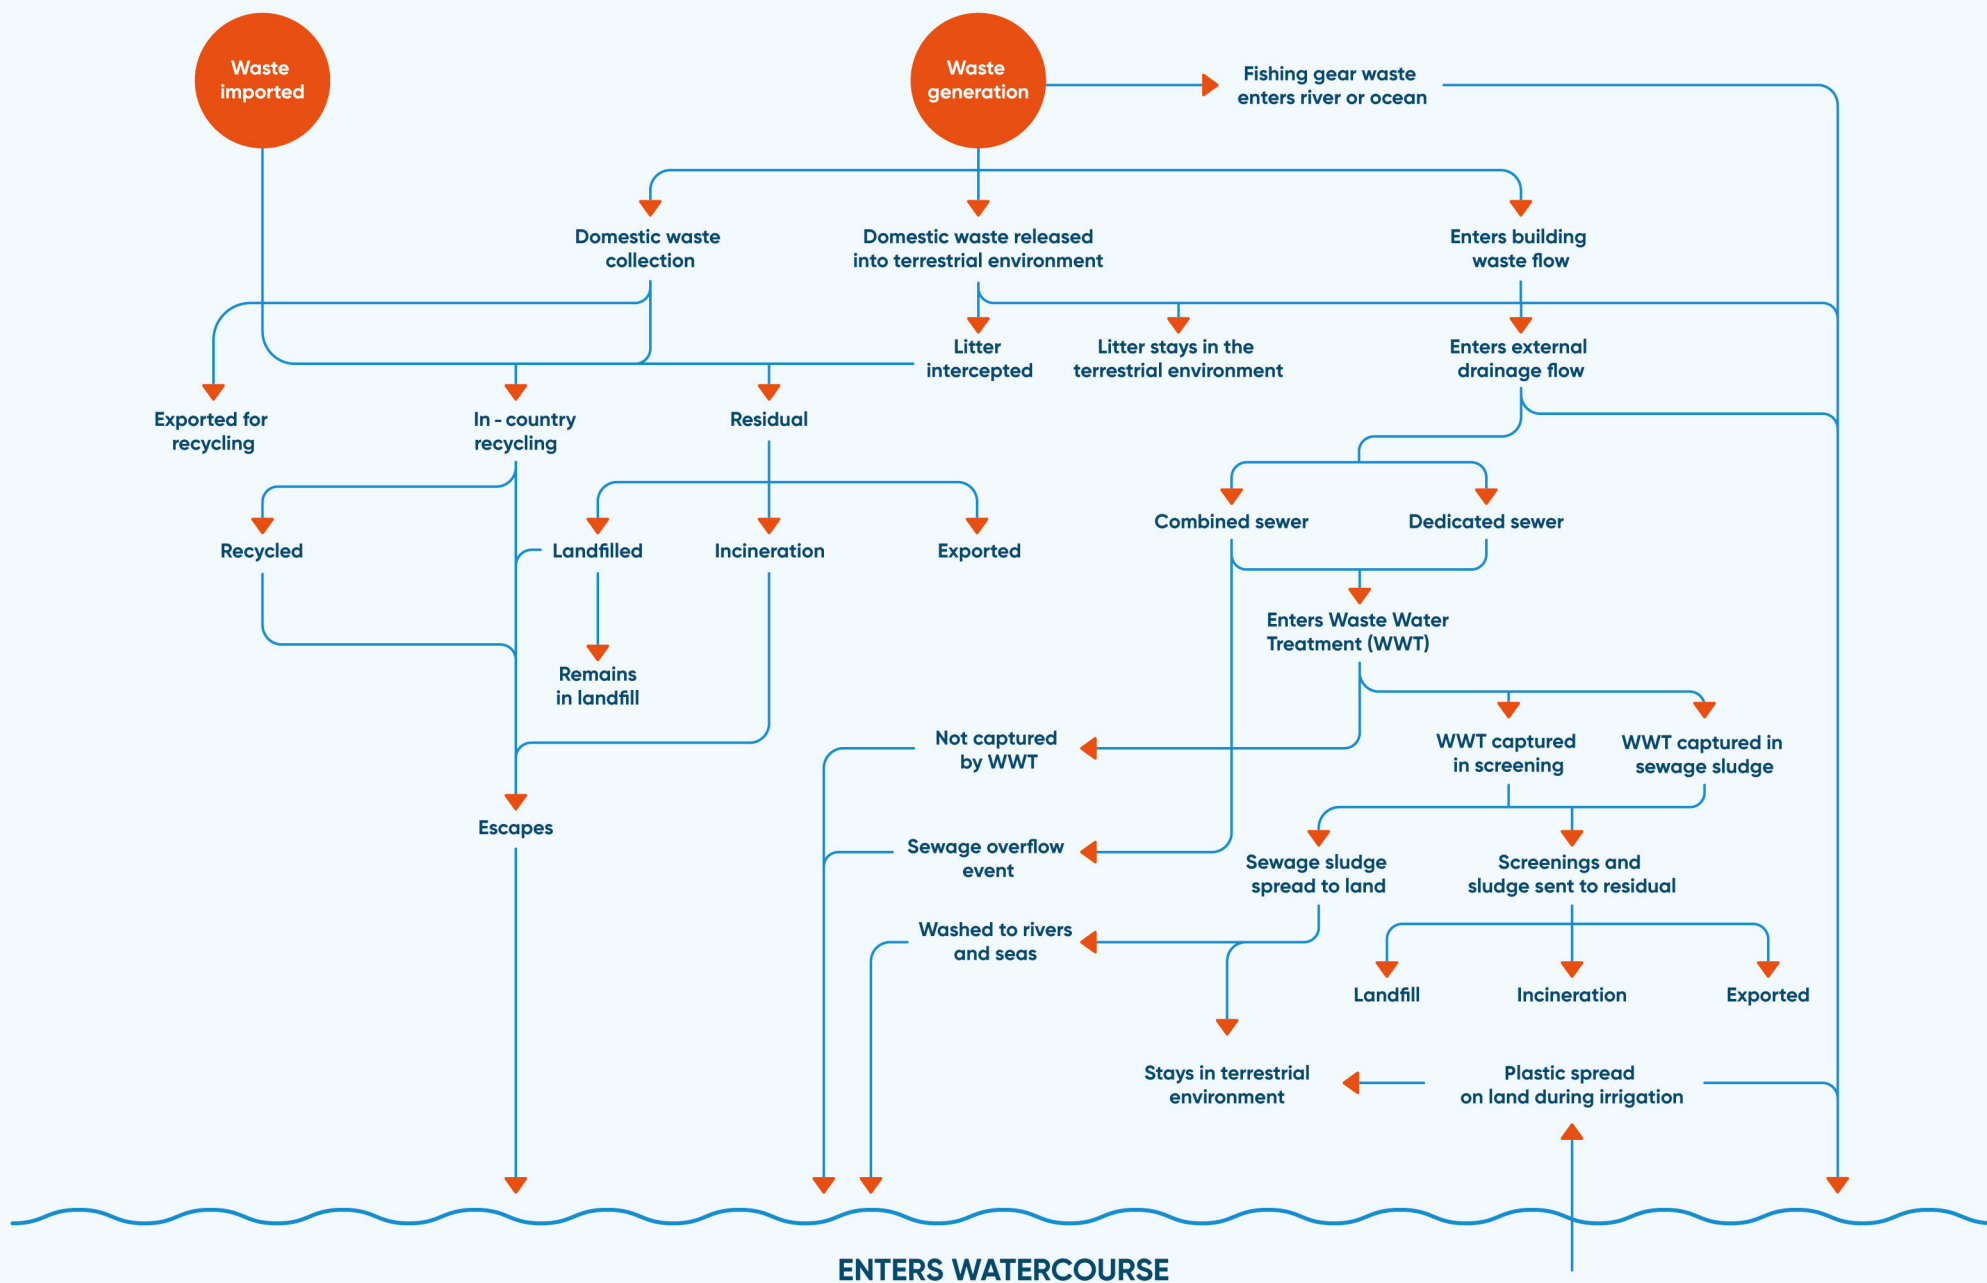 Waste
imported
Waste
generation
Fishing gear waste
enters river or ocean
Domestic waste
collection
Domestic waste released
into terrestrial environment
Enters building
waste flow
Litter
intercepted
Litter stays in the
terrestrial environment
Enters external
drainage flow
Exported for
recycling
In - country
recycling
Residual
Combined sewer
Dedicated sewer
Recycled
Landfilled
Incineration
Exported
Enters Waste Water
Treatment (WWT)
Remains
in landfill
Not captured
by WWT
WWT captured
in screening
WWT captured in
sewage sludge
Escapes
Sewage overflow
event
Sewage sludge
spread to land
Screenings and
sludge sent to residual
Washed to rivers
and seas
Landfill
Incineration
Exported
Stays in terrestrial
environment
Plastic spread
on land during irrigation
ENTERS WATERCOURSE